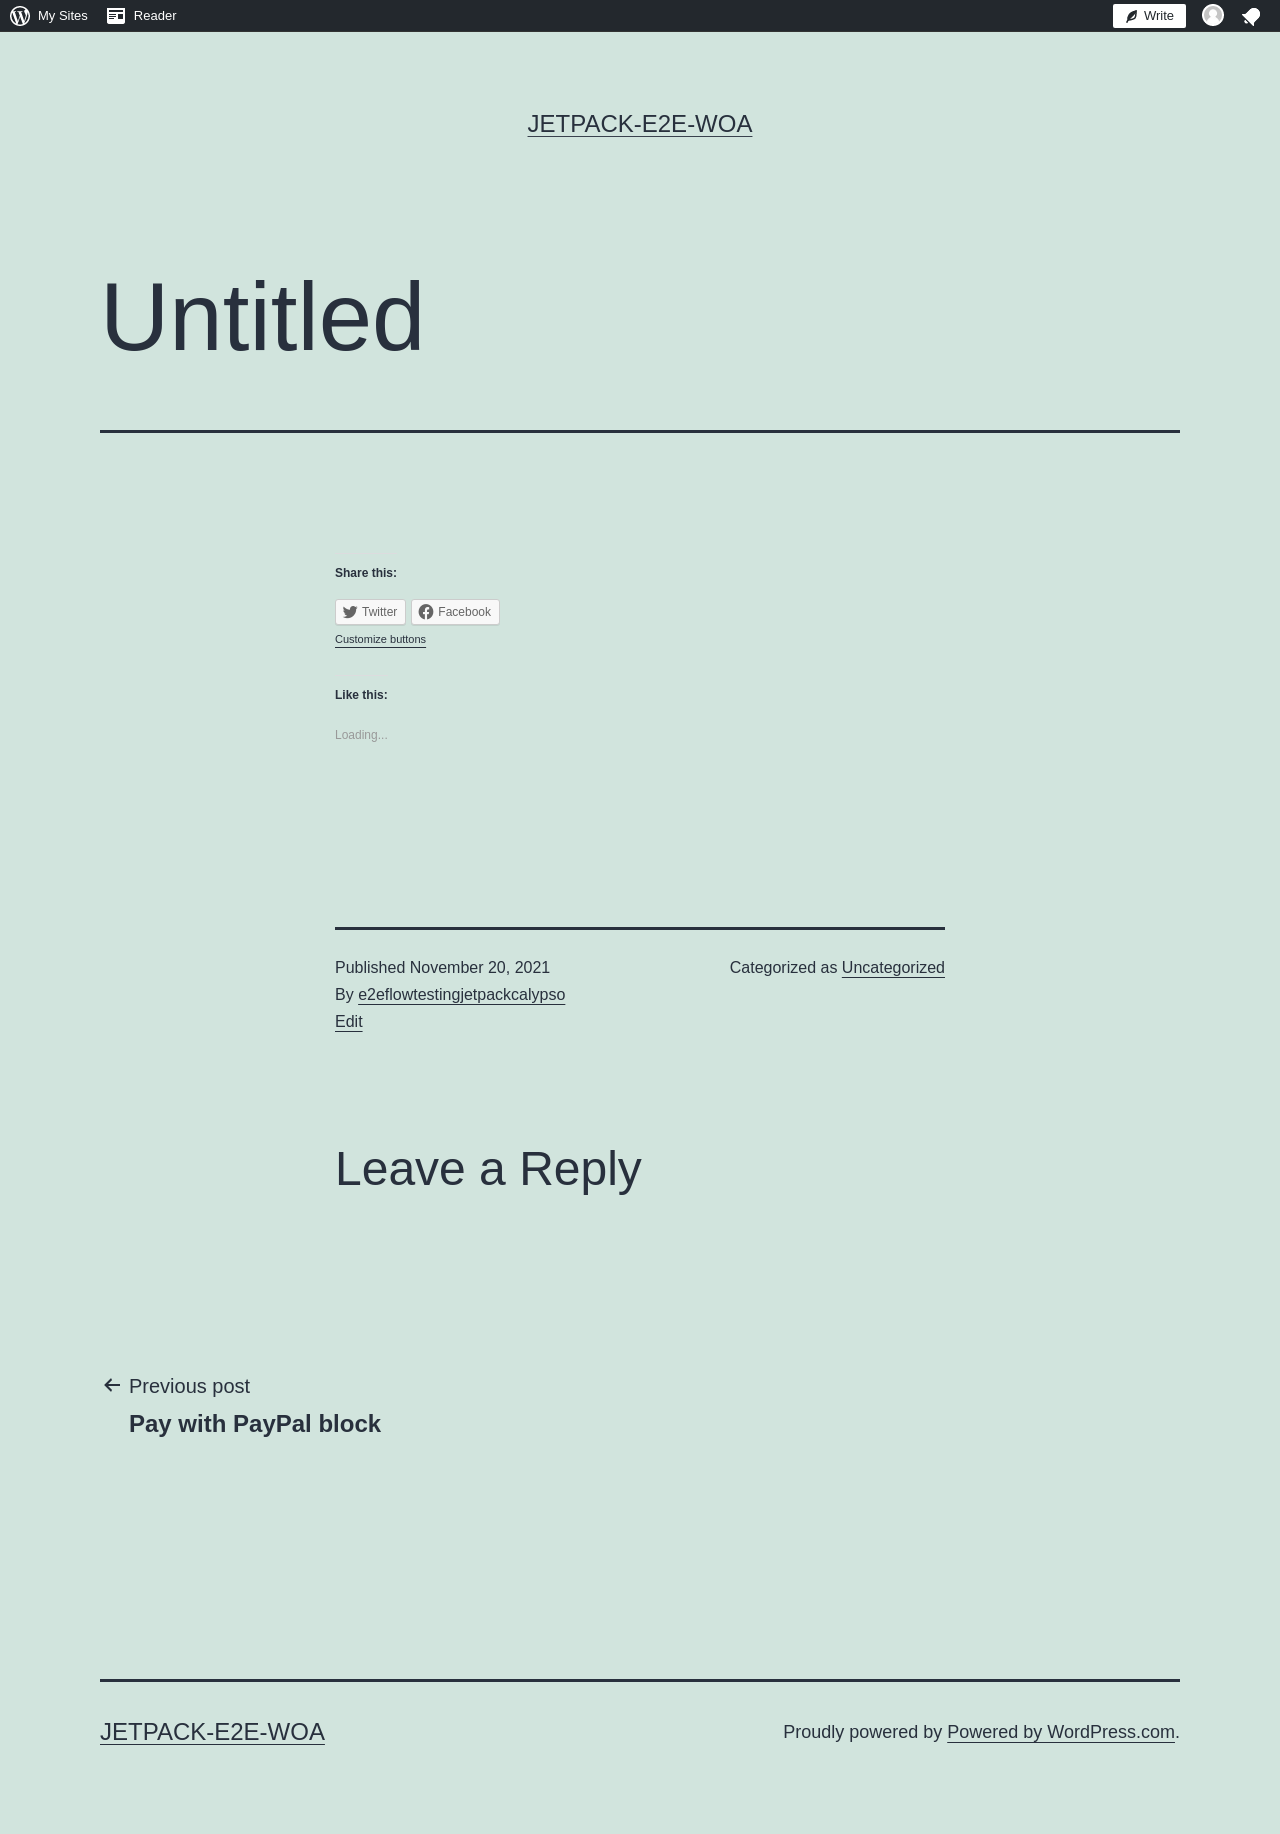 My Sites Reader Write
JETPACK-E2E-WOA
Untitled
Share this:
Twitter Facebook
Customize buttons
Like this:
Loading...
Published November 20, 2021
By e2eflowtestingjetpackcalypso
Edit
Categorized as Uncategorized
Leave a Reply
Previous post
Pay with PayPal block
JETPACK-E2E-WOA
Proudly powered by Powered by WordPress.com.